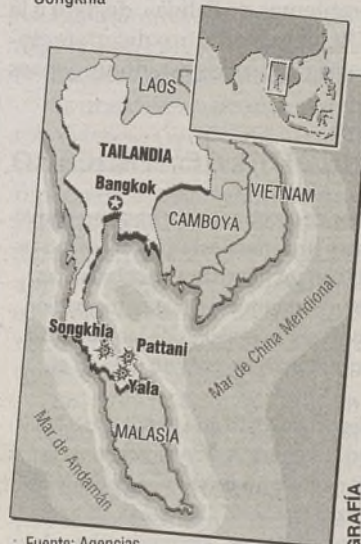 Songkhla
LAOS
TAILANDIA
Bangkok
VIETNAM
CAMBOYA
Songkhla
Pattani
Yala
Mar de China Meridional
MALASIA
Mar de Andamán
Fuente: Agencias
GRAFÍA